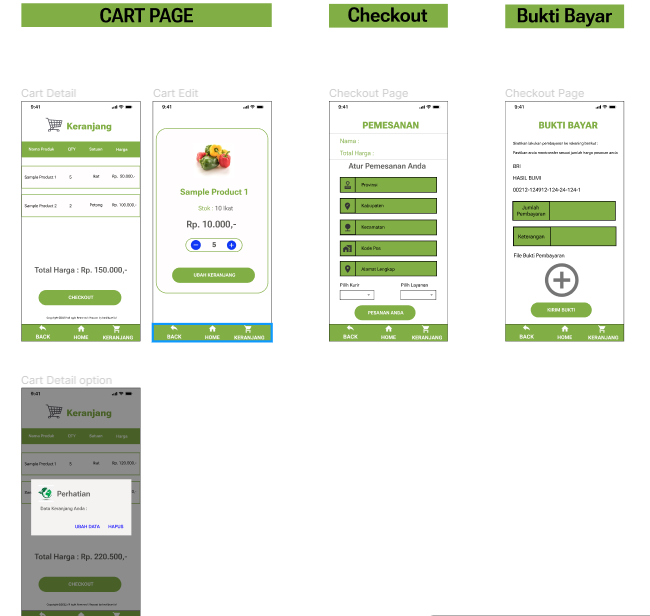 CART PAGE
Checkout
Bukti Bayar
Cart Detail
Cart Edit
Checkout Page
Checkout Page
9:41
Keranjang
Nama Produk QTY Satuan Harga
Sample Product 1 5 Ikat Rp. 50.000,-
Sample Product 2 2 Potong Rp. 100.000,-
Total Harga : Rp. 150.000,-
CHECKOUT
BACK HOME KERANJANG
9:41
Sample Product 1
Stok : 10 Ikat
Rp. 10.000,-
5
UBAH KERANJANG
BACK HOME KERANJANG
9:41
PEMESANAN
Nama :
Total Harga :
Atur Pemesanan Anda
Provinsi
Kabupaten
Kecamatan
Kode Pos
Alamat Lengkap
Pilih Kurir Pilih Layanan
PESANAN ANDA
BACK HOME KERANJANG
9:41
BUKTI BAYAR
Silahkan lakukan pembayaran ke rekening berikut :
Pastikan anda mentransfer sesuai jumlah harga pesanan anda
BRI
HASIL BUMI
00212-124912-124-24-124-1
Jumlah
Pembayaran
Keterangan
File Bukti Pembayaran
KIRIM BUKTI
BACK HOME KERANJANG
Cart Detail option
9:41
Keranjang
Nama Produk QTY Satuan Harga
Sample Product 1 5 Ikat Rp. 120.000,-
Perhatian
Data Keranjang Anda :
UBAH DATA HAPUS
Total Harga : Rp. 220.500,-
CHECKOUT